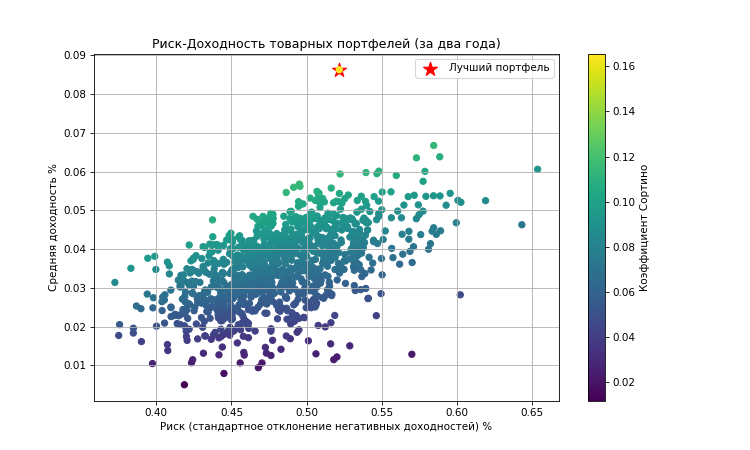 Риск-Доходность товарных портфелей (за два года)
Лучший портфель
Средняя доходность %
0.09
0.08
0.07
0.06
0.05
0.04
0.03
0.02
0.01
0.40 0.45 0.50 0.55 0.60 0.65
Риск (стандартное отклонение негативных доходностей) %
0.16
0.14
0.12
0.10
0.08
0.06
0.04
0.02
Коэффициент Сортино